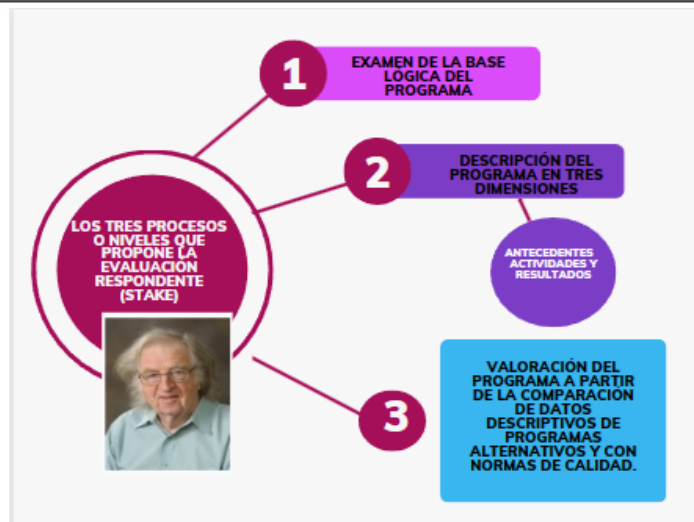 1
EXAMEN DE LA BASE
LÓGICA DEL
PROGRAMA
2
DESCRIPCIÓN DEL
PROGRAMA EN TRES
DIMENSIONES
ANTECEDENTES
ACTIVIDADES Y
RESULTADOS
LOS TRES PROCESOS
O NIVELES QUE
PROPONE LA
EVALUACIÓN
RESPONDENTE
(STAKE)
3
VALORACIÓN DEL
PROGRAMA A PARTIR
DE LA COMPARACIÓN
DE DATOS
DESCRIPTIVOS DE
PROGRAMAS
ALTERNATIVOS Y CON
NORMAS DE CALIDAD.